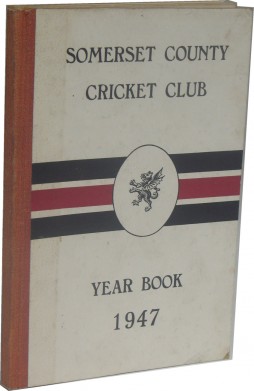 SOMERSET COUNTY
CRICKET CLUB
YEAR BOOK
1947